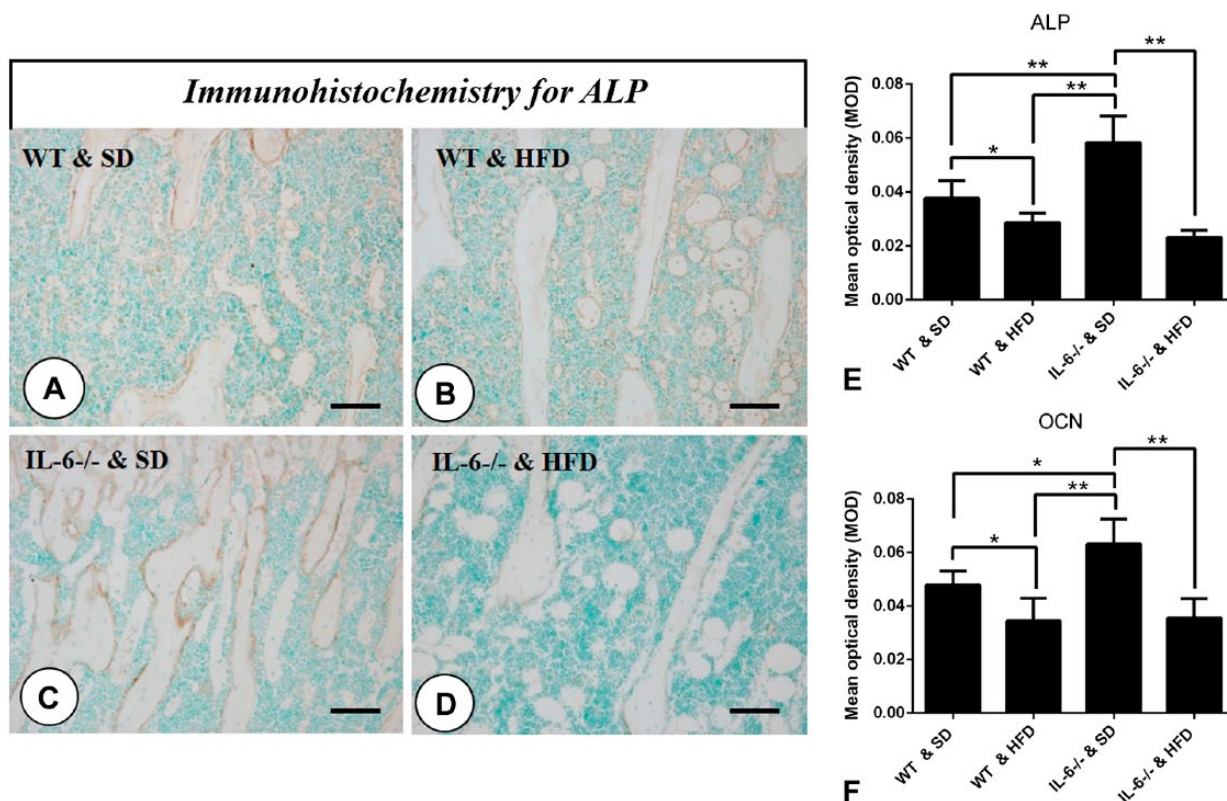 Immunohistochemistry for ALP
WT & SD
WT & HFD
A
B
IL-6-/- & SD
IL-6-/- & HFD
C
D
ALP
Mean optical density (MOD)
0.08
0.06
0.04
0.02
0.00
**
**
**
*
WT & SD
WT & HFD
IL-6-/- & SD
IL-6-/- & HFD
E
OCN
Mean optical density (MOD)
0.08
0.06
0.04
0.02
0.00
**
*
**
*
WT & SD
WT & HFD
IL-6-/- & SD
IL-6-/- & HFD
F